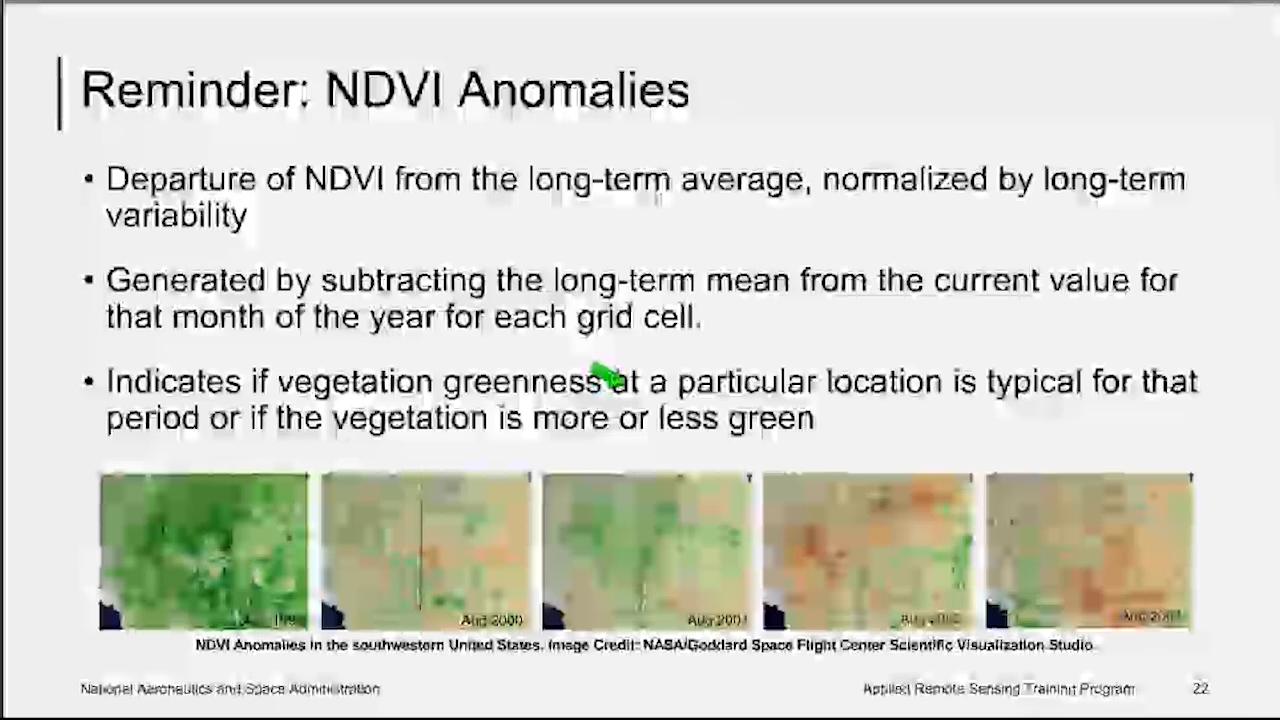 Reminder: NDVI Anomalies
• Departure of NDVI from the long-term average, normalized by long-term
variability
• Generated by subtracting the long-term mean from the current value for
that month of the year for each grid cell.
• Indicates if vegetation greenness at a particular location is typical for that
period or if the vegetation is more or less green
Aug 2000
Aug 2001
Aug
Aug
NDVI Anomalies in the southwestern United States. Image Credit: NASA/Goddard Space Flight Center Scientific Visualization Studio.
National Aeronautics and Space Administration
Applied Remote Sensing Training Program
22